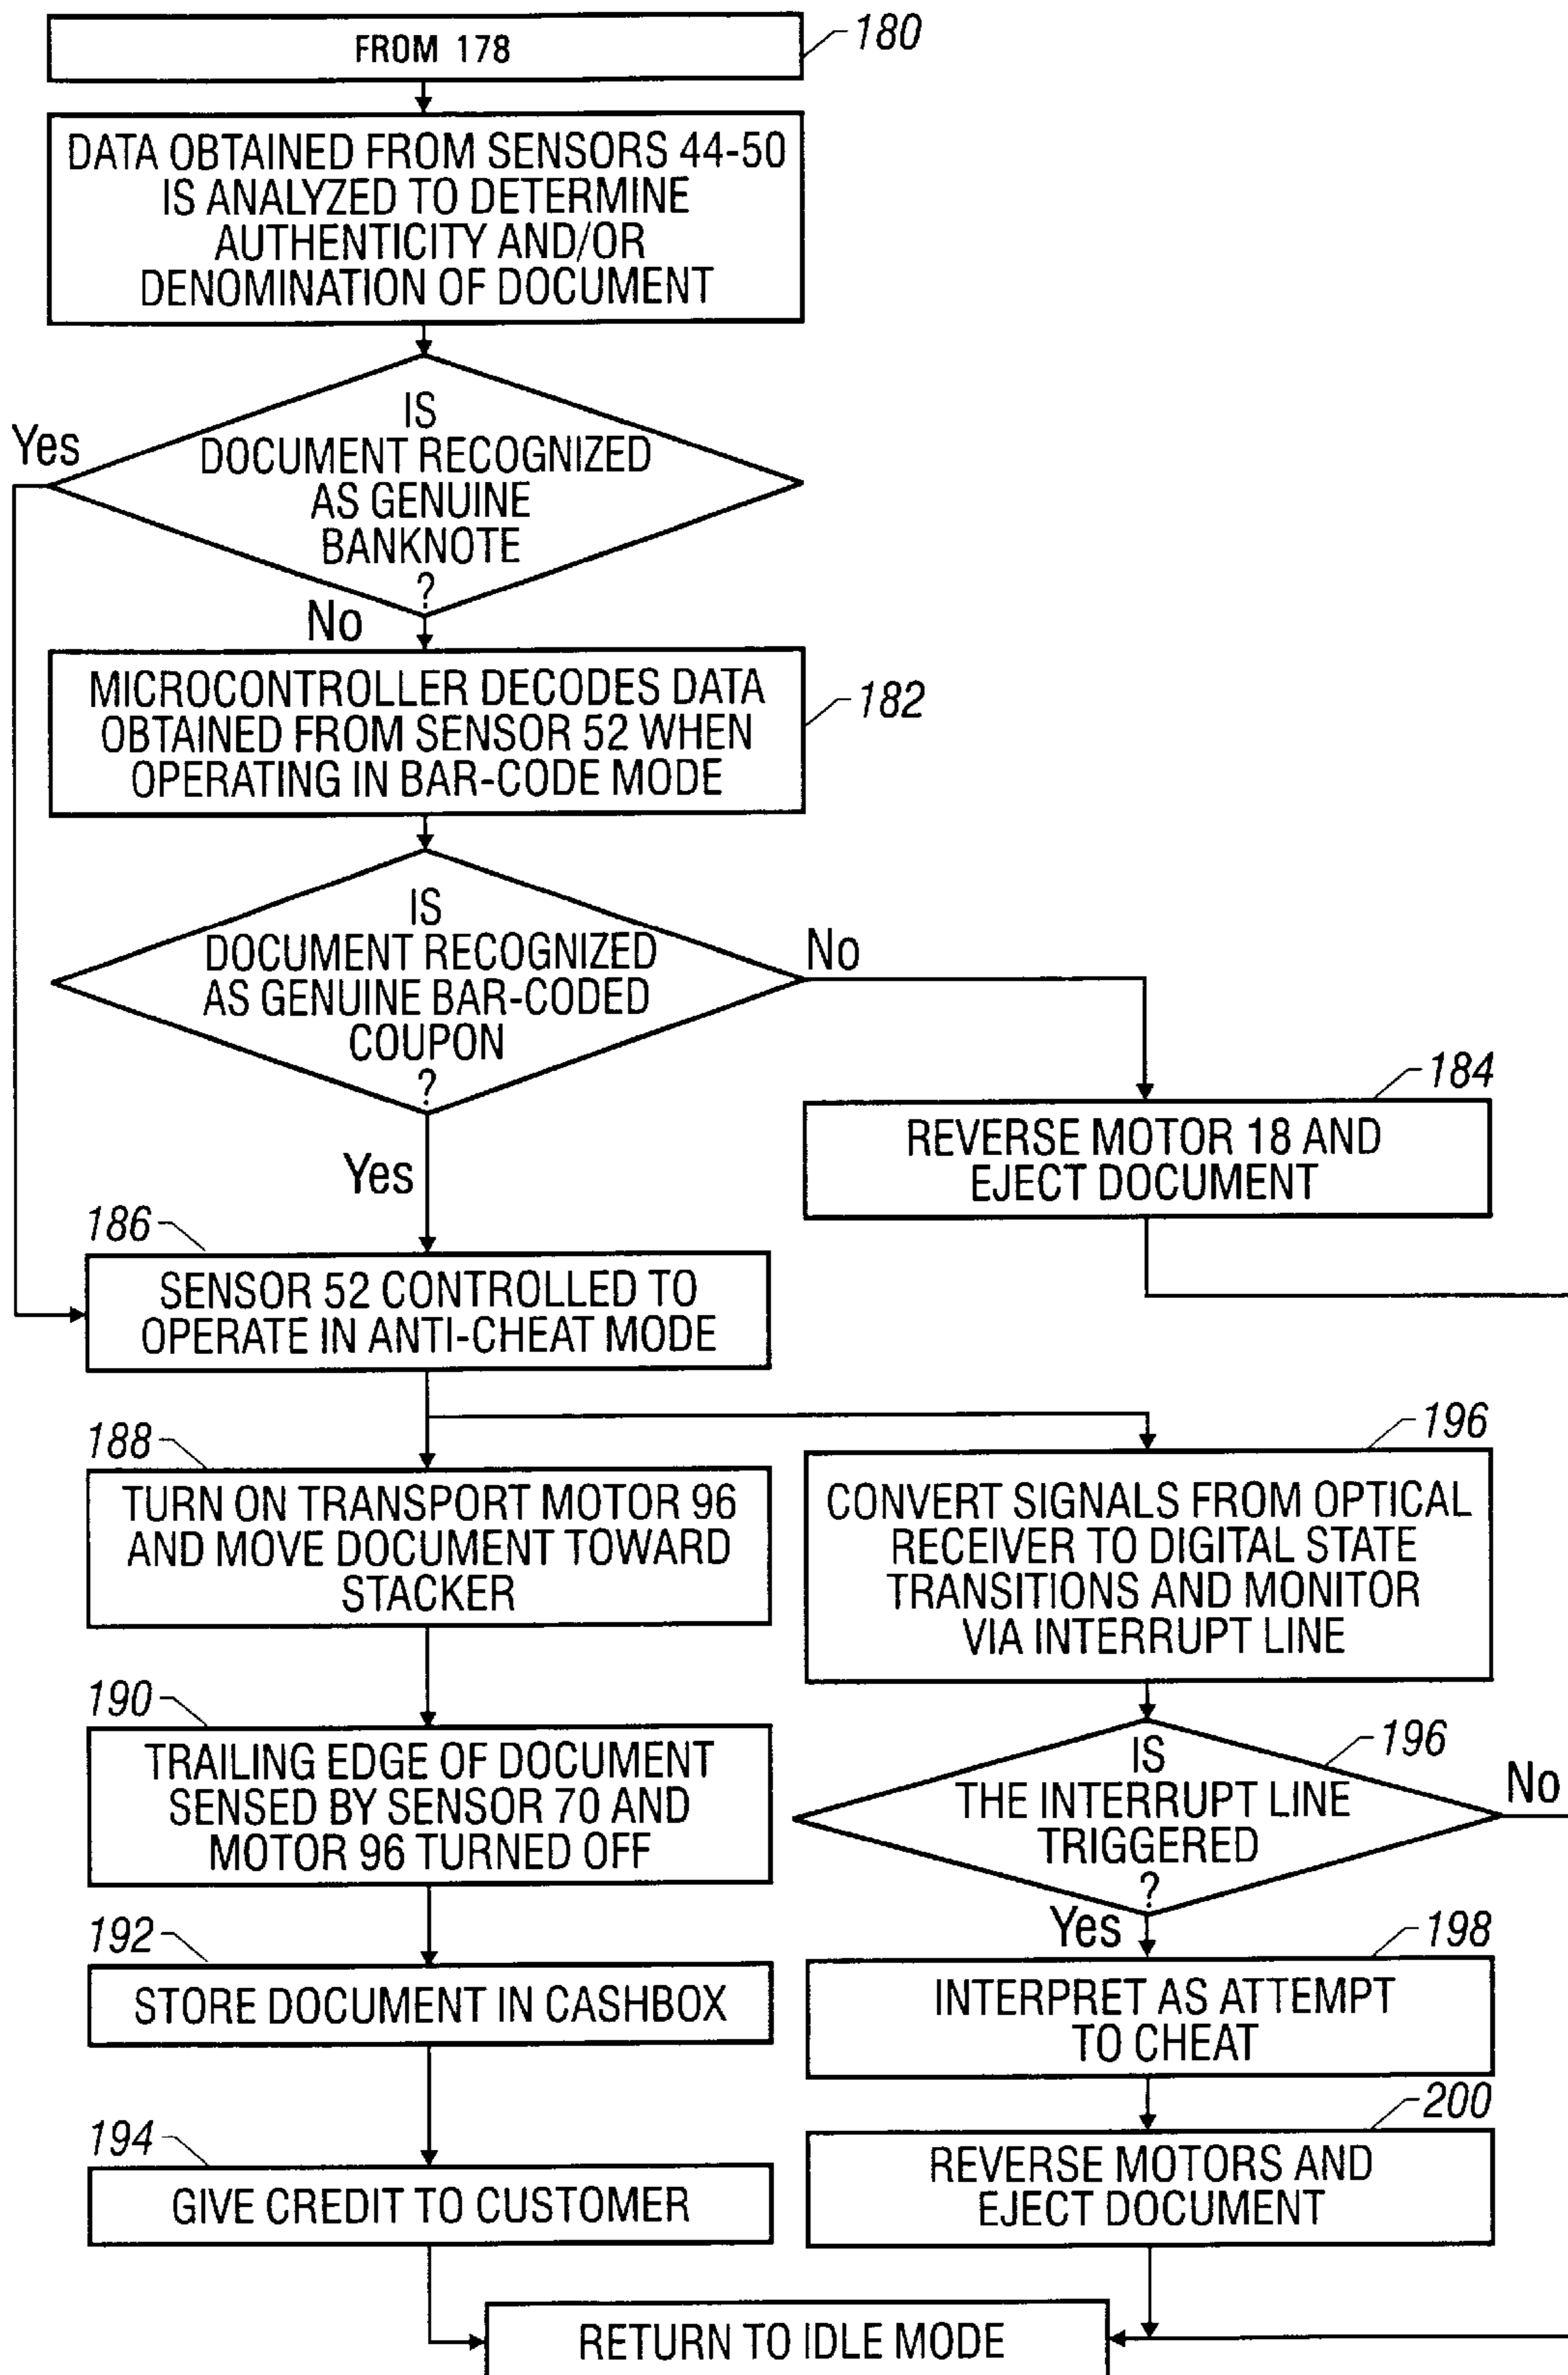 FROM 178
180
DATA OBTAINED FROM SENSORS 44-50
IS ANALYZED TO DETERMINE
AUTHENTICITY AND/OR
DENOMINATION OF DOCUMENT
IS
DOCUMENT RECOGNIZED
AS GENUINE
BANKNOTE
?
Yes
No
MICROCONTROLLER DECODES DATA
OBTAINED FROM SENSOR 52 WHEN
OPERATING IN BAR-CODE MODE
182
IS
DOCUMENT RECOGNIZED
AS GENUINE BAR-CODED
COUPON
?
No
Yes
184
REVERSE MOTOR 18 AND
EJECT DOCUMENT
186
SENSOR 52 CONTROLLED TO
OPERATE IN ANTI-CHEAT MODE
188
TURN ON TRANSPORT MOTOR 96
AND MOVE DOCUMENT TOWARD
STACKER
190
TRAILING EDGE OF DOCUMENT
SENSED BY SENSOR 70 AND
MOTOR 96 TURNED OFF
192
STORE DOCUMENT IN CASHBOX
194
GIVE CREDIT TO CUSTOMER
196
CONVERT SIGNALS FROM OPTICAL
RECEIVER TO DIGITAL STATE
TRANSITIONS AND MONITOR
VIA INTERRUPT LINE
196
IS
THE INTERRUPT LINE
TRIGGERED
?
No
Yes
198
INTERPRET AS ATTEMPT
TO CHEAT
200
REVERSE MOTORS AND
EJECT DOCUMENT
RETURN TO IDLE MODE